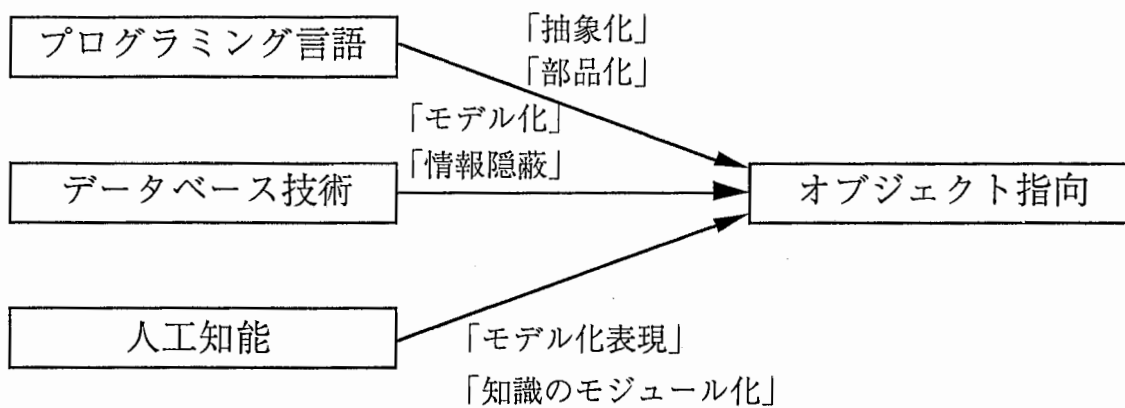 プログラミング言語
「抽象化」
「部品化」
「モデル化」
「情報隠蔽」
データベース技術
オブジェクト指向
人工知能
「モデル化表現」
「知識のモジュール化」